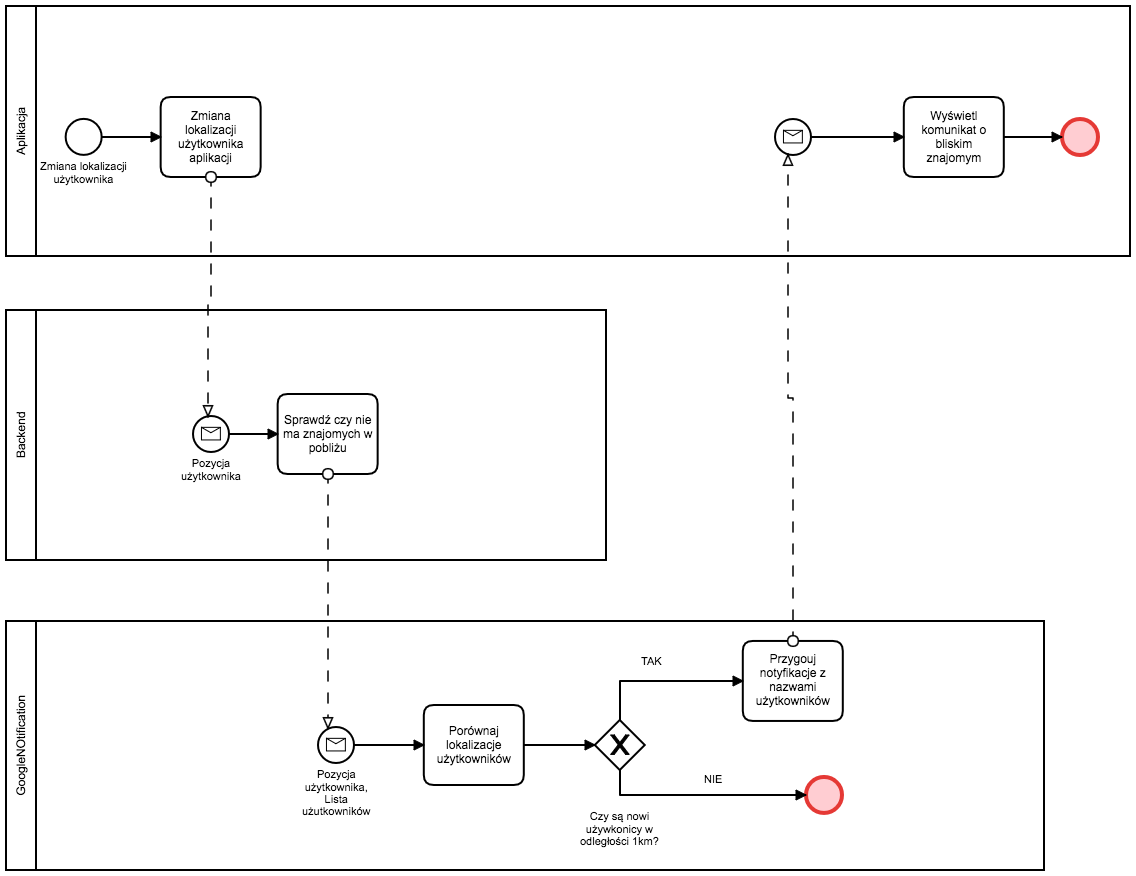 Aplikacja
Zmiana lokalizacji
użytkownika
Zmiana
lokalizacji
użytkownika
aplikacji
Wyświetl
komunikat o
bliskim
znajomym
Backend
Pozycja
użytkownika
Sprawdź czy nie
ma znajomych w
pobliżu
GoogleNOtification
Pozycja
użytkownika,
Lista
użutkowników
Porównaj
lokalizacje
użytkowników
TAK
NIE
Czy są nowi
używkonicy w
odległości 1km?
Przygouj
notyfikacje z
nazwami
użytkowników